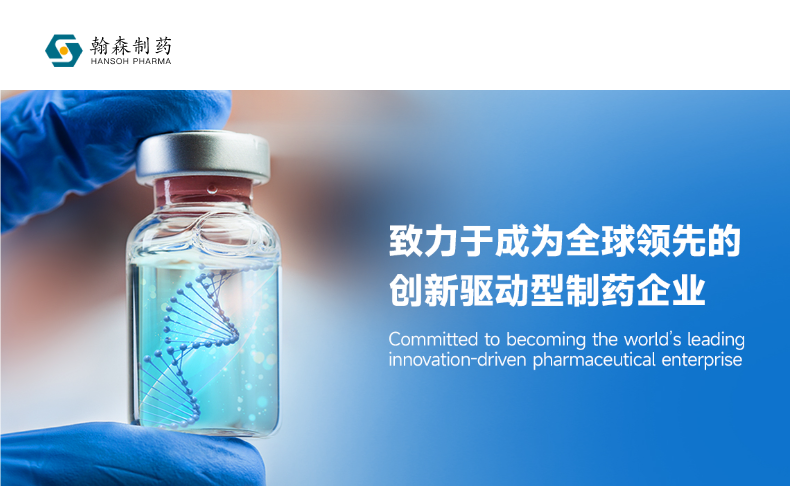 翰森制药
HANSOH PHARMA
致力于成为全球领先的
创新驱动型制药企业
Committed to becoming the world's leading
innovation-driven pharmaceutical enterprise